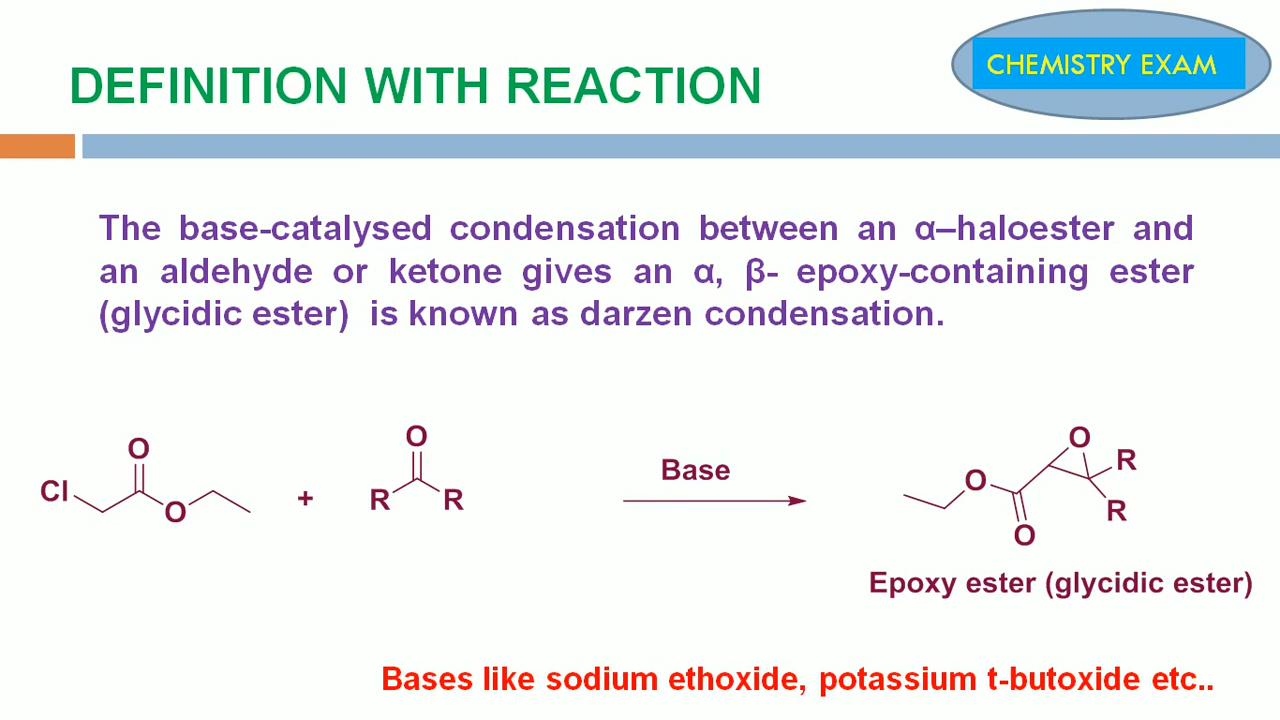 CHEMISTRY EXAM
DEFINITION WITH REACTION
The base-catalysed condensation between an α–haloester and
an aldehyde or ketone gives an α, β- epoxy-containing ester
(glycidic ester) is known as darzen condensation.
O
Cl
O
+
O
R
R
Base
O
R
O
R
O
Epoxy ester (glycidic ester)
Bases like sodium ethoxide, potassium t-butoxide etc..